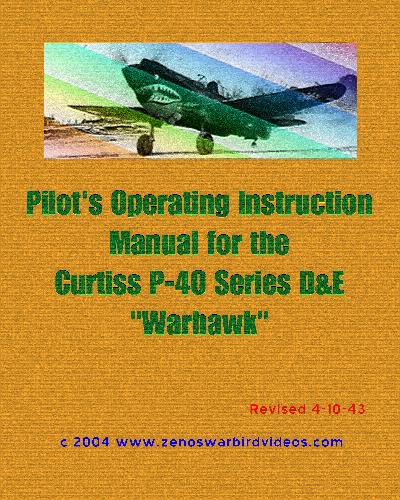 Pilot's Operating Instruction
Manual for the
Curtiss P-40 Series D&E
"Warhawk"
Revised 4-10-43
c 2004 www.zenoswarbirdvideos.com